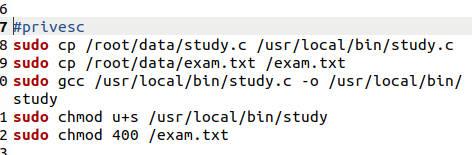 6
7 #privesc
8 sudo cp /root/data/study.c /usr/local/bin/study.c
9 sudo cp /root/data/exam.txt /exam.txt
0 sudo gcc /usr/local/bin/study.c -o /usr/local/bin/
study
1 sudo chmod u+s /usr/local/bin/study
2 sudo chmod 400 /exam.txt
3